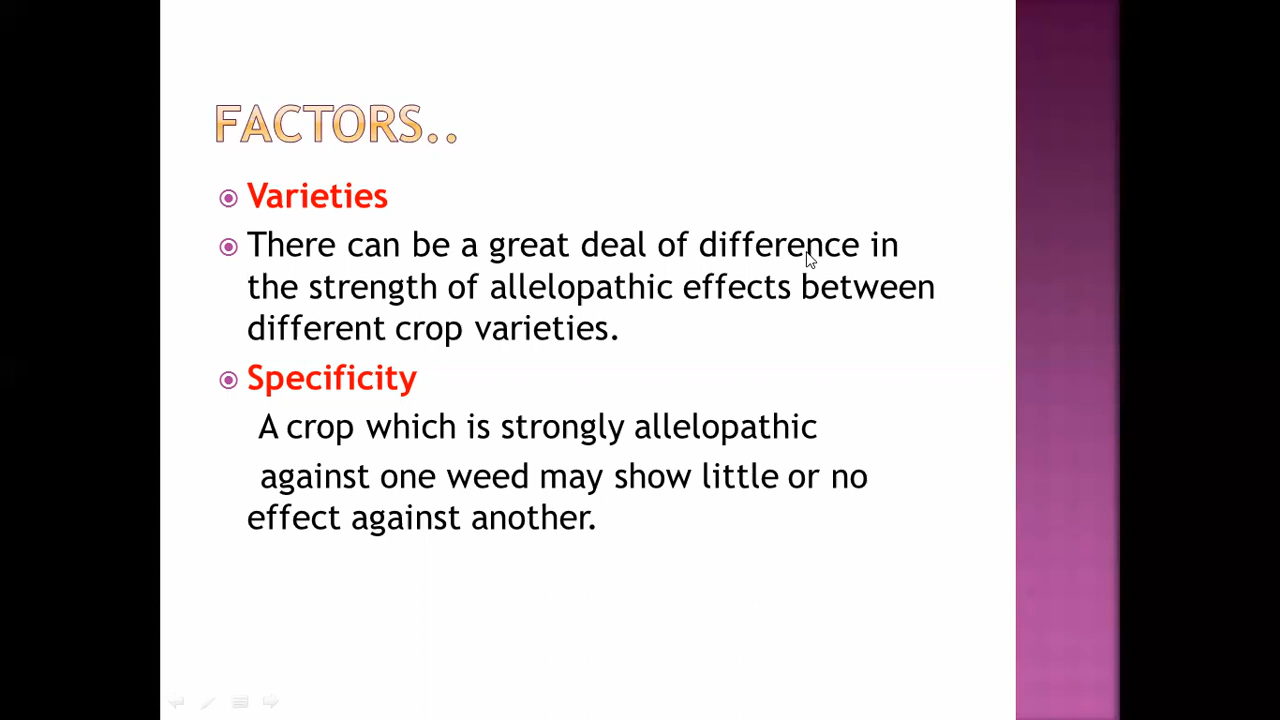 FACTORS..
Varieties
There can be a great deal of difference in
the strength of allelopathic effects between
different crop varieties.
Specificity
A crop which is strongly allelopathic
against one weed may show little or no
effect against another.